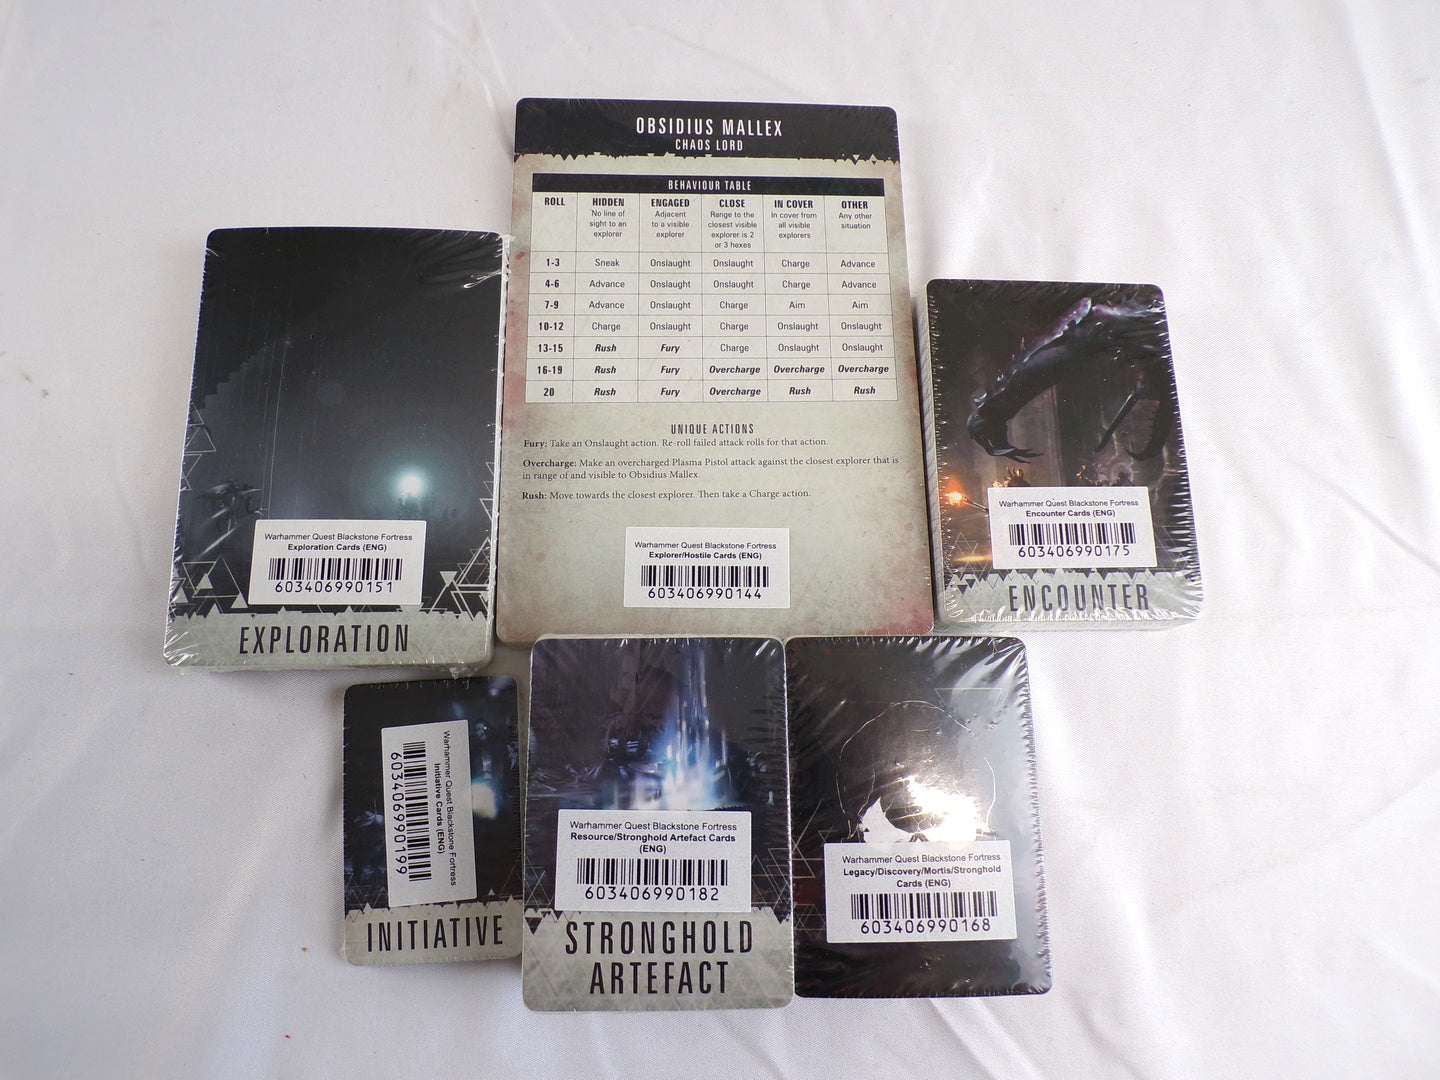 OBSIDIUS MALLEX
CHAOS LORD
BEHAVIOUR TABLE
ROLL HIDDEN ENGAGED CLOSE IN COVER OTHER
No line of sight to an explorer
Adjacent to a visible explorer
Range to the closest visible explorer is 2 or 3 hexes
In cover from all visible explorers
Any other situation
1-3 Sneak Onslaught Onslaught Charge Advance
4-6 Advance Onslaught Onslaught Charge Advance
7-9 Advance Onslaught Charge Aim Aim
10-12 Charge Onslaught Charge Onslaught Onslaught
13-15 Rush Fury Charge Onslaught Onslaught
16-19 Rush Fury Overcharge Overcharge Overcharge
20 Rush Fury Overcharge Rush Rush
UNIQUE ACTIONS
Fury: Take an Onslaught action. Re-roll failed attack rolls for that action.
Overcharge: Make an overcharged Plasma Pistol attack against the closest explorer that is
in range of and visible to Obsidius Mallex.
Rush: Move towards the closest explorer. Then take a Charge action.
Warhammer Quest Blackstone Fortress
Explorer/Hostile Cards (ENG)
603406990144
Warhammer Quest Blackstone Fortress
Exploration Cards (ENG)
603406990151
EXPLORATION
Warhammer Quest Blackstone Fortress
Encounter Cards (ENG)
603406990175
ENCOUNTER
Warhammer Quest Blackstone Fortress
Initiative Cards (ENG)
603406990199
INITIATIVE
Warhammer Quest Blackstone Fortress
Resource/Stronghold Artefact Cards
(ENG)
603406990182
STRONGHOLD
ARTEFACT
Warhammer Quest Blackstone Fortress
Legacy/Discovery/Mortis/Stronghold
Cards (ENG)
603406990168